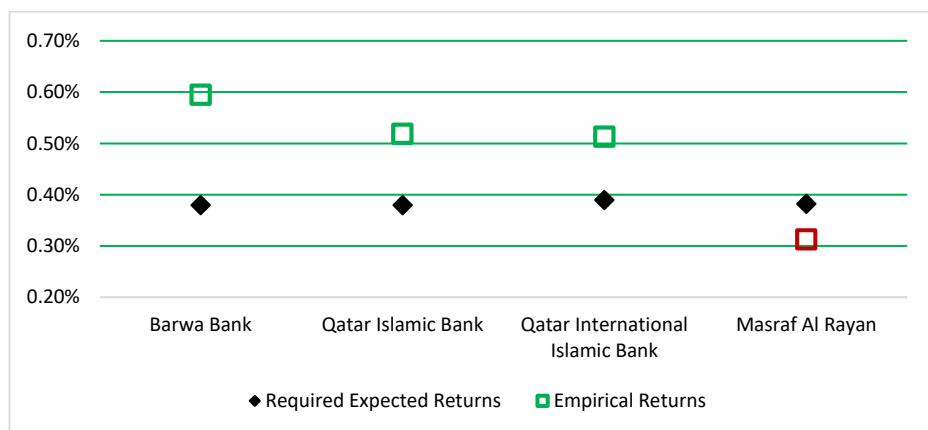 0.70%
0.60%
0.50%
0.40%
0.30%
0.20%
Barwa Bank
Qatar Islamic Bank
Qatar International
Islamic Bank
Masraf Al Rayan
Required Expected Returns
Empirical Returns